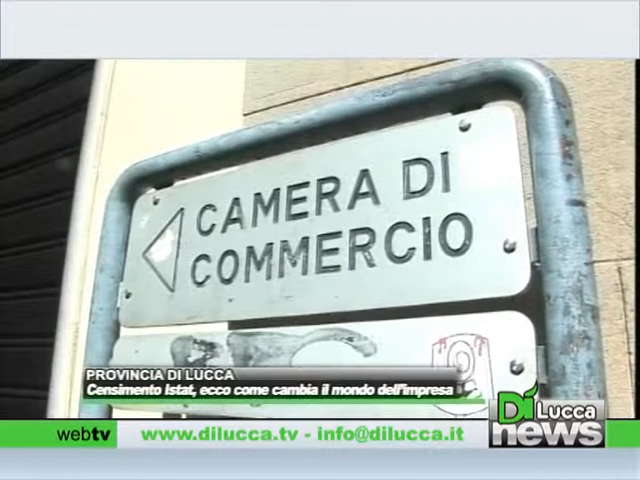 CAMERA DI
COMMERCIO
PROVINCIA DI LUCCA
Censimento Istat, ecco come cambia il mondo dell'impresa
webtv
www.dilucca.tv - info@dilucca.it
Dì Lucca
news